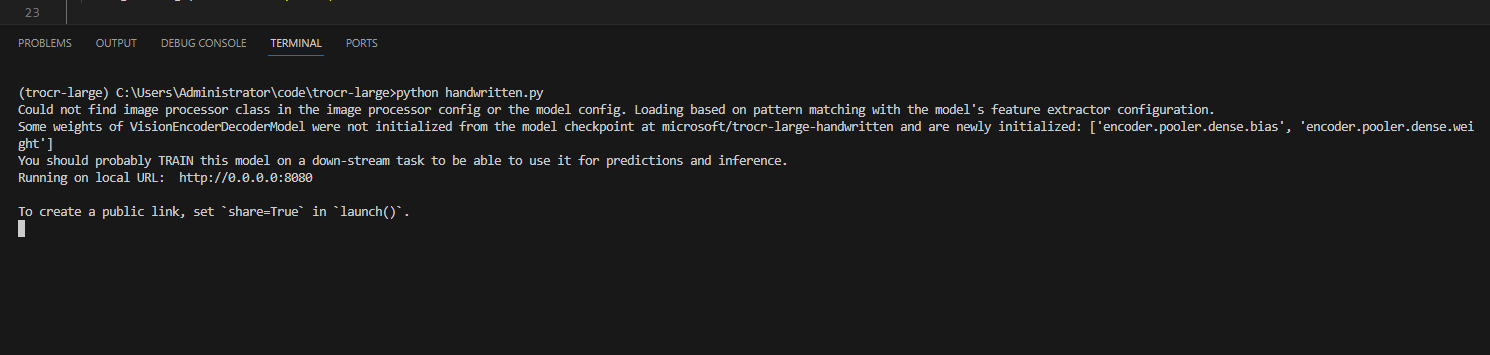 23
PROBLEMS OUTPUT DEBUG CONSOLE TERMINAL PORTS
(trocr-large) C:\Users\Administrator\code\trocr-large>python handwritten.py
Could not find image processor class in the image processor config or the model config. Loading based on pattern matching with the model's feature extractor configuration.
Some weights of VisionEncoderDecoderModel were not initialized from the model checkpoint at microsoft/trocr-large-handwritten and are newly initialized: ['encoder.pooler.dense.bias', 'encoder.pooler.dense.wei
ght']
You should probably TRAIN this model on a down-stream task to be able to use it for predictions and inference.
Running on local URL:  http://0.0.0.0:8080
To create a public link, set `share=True` in `launch()`.